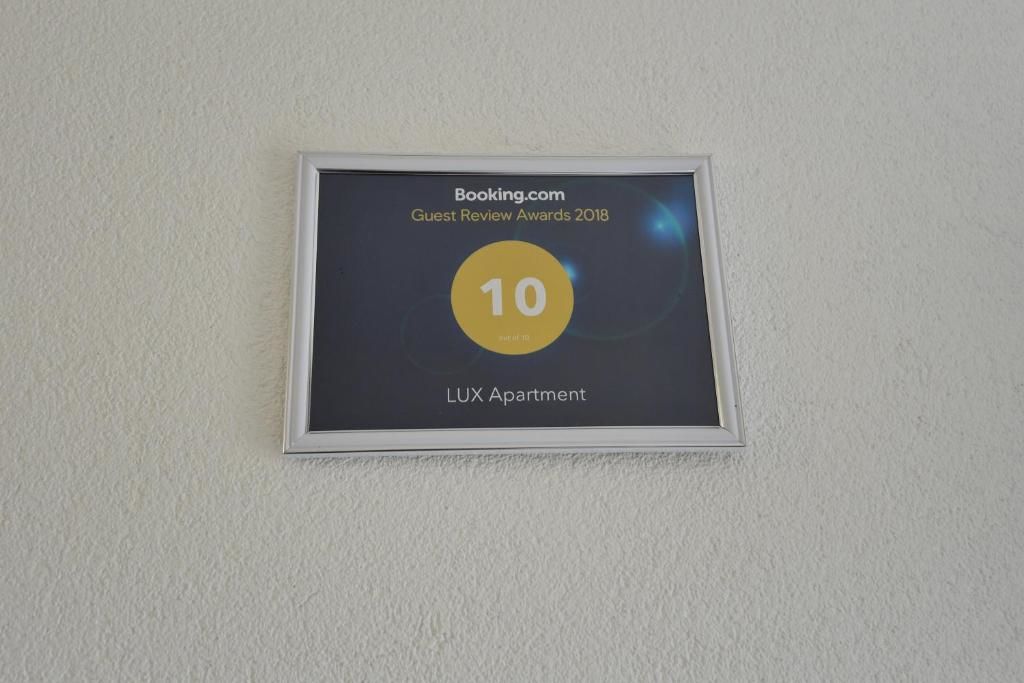 Booking.com
Guest Review Awards 2018
10
out of 10
LUX Apartment